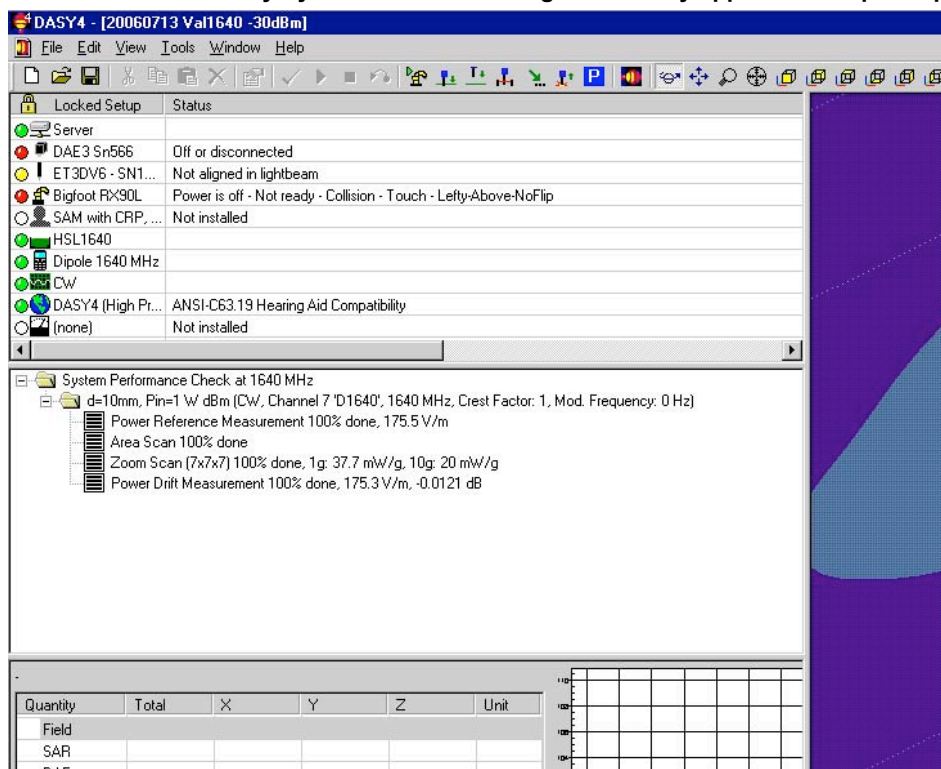 DASY4 - [20060713 Val1640 -30dBm]
File Edit View Tools Window Help
Locked Setup Status
Server
DAE3 Sn566 Off or disconnected
ET3DV6 - SN1... Not aligned in lightbeam
Bigfoot RX90L Power is off - Not ready - Collision - Touch - Lefty-Above-NoFlip
SAM with CRP, ... Not installed
HSL1640
Dipole 1640 MHz
CW
DASY4 (High Pr... ANSI-C63.19 Hearing Aid Compatibility
(none) Not installed
System Performance Check at 1640 MHz
d=10mm, Pin=1 W dBm (CW, Channel 7 'D1640', 1640 MHz, Crest Factor: 1, Mod. Frequency: 0 Hz)
Power Reference Measurement 100% done, 175.5 V/m
Area Scan 100% done
Zoom Scan (7x7x7) 100% done, 1g: 37.7 mW/g, 10g: 20 mW/g
Power Drift Measurement 100% done, 175.3 V/m, -0.0121 dB
-
Quantity Total X Y Z Unit
Field
SAR